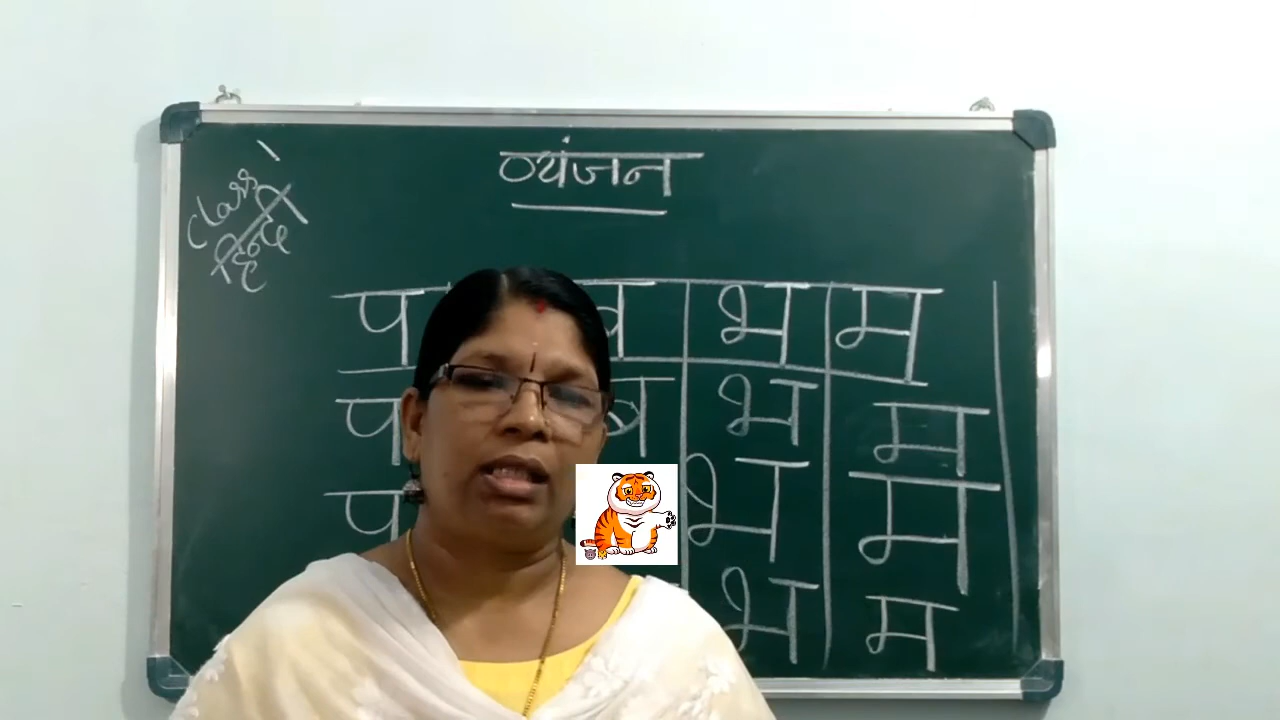 व्यंजन
Class I
हिन्दी
प ब भ म
प ब भ म
प भ म
भ म